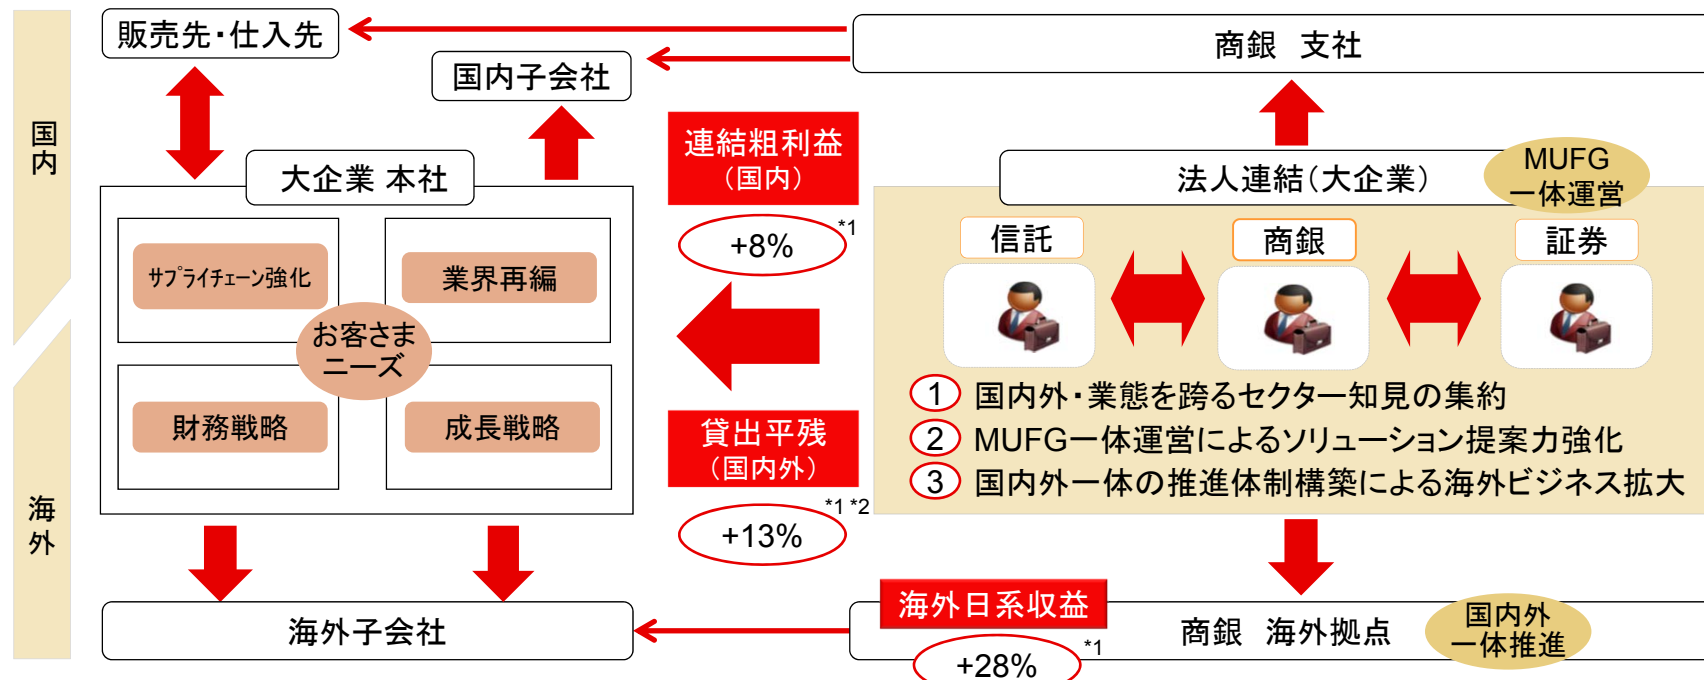 国内
海外
販売先・仕入先
国内子会社
商銀 支社
大企業 本社
サプライチェーン強化
業界再編
お客さま
ニーズ
財務戦略
成長戦略
連結粗利益
（国内）
+8%
*1
貸出平残
（国内外）
*1 *2
+13%
法人連結（大企業）
MUFG
一体運営
信託
商銀
証券
1 国内外・業態を跨るセクター知見の集約
2 MUFG一体運営によるソリューション提案力強化
3 国内外一体の推進体制構築による海外ビジネス拡大
海外子会社
海外日系収益
+28%
*1
商銀 海外拠点
国内外
一体推進